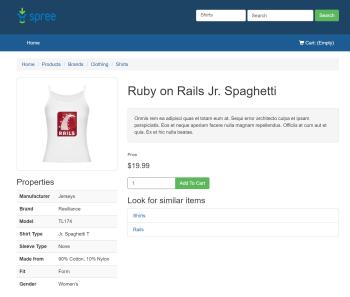 spree
Shirts
Search
Search
Home
Cart: (Empty)
Home / Products / Brands / Clothing / Shirts
RAILS
Ruby on Rails Jr. Spaghetti
Omnis rem ea adipisci quas et totam eum at. Sequi error architecto culpa et ipsam
perspiciatis. Eos et neque aperiam facere nulla magnam repellendus. Officiis at cum aut et
quia. Ex et hic nulla beatae.
Price
$19.99
1
Add To Cart
Look for similar items
Shirts
Rails
Properties
Manufacturer Jerseys
Brand Resiliance
Model TL174
Shirt Type Jr. Spaghetti T
Sleeve Type None
Made from 90% Cotton, 10% Nylon
Fit Form
Gender Women's